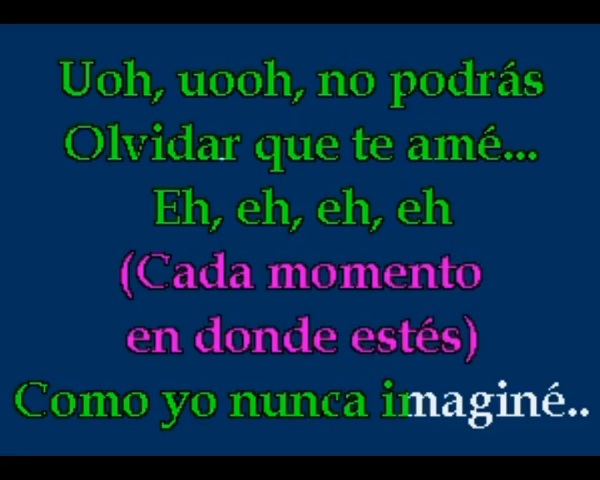 Uoh, uooh, no podrás
Olvidar que te amé...
Eh, eh, eh, eh
(Cada momento
en donde estés)
Como yo nunca imaginé..